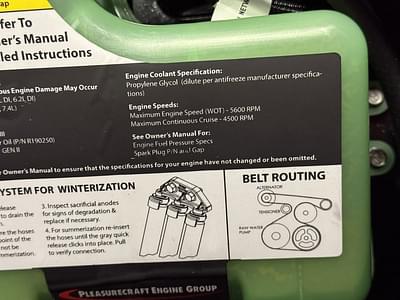 NET
fer To
er's Manual
led Instructions
ous Engine Damage May Occur
L DI, 6.2L DI)
, 7.4L)
Oil (P/N R190250)
GEN II
Engine Coolant Specification:
Propylene Glycol (dilute per antifreeze manufacturer specifica-
tions)
Engine Speeds:
Maximum Engine Speed (WOT) - 5600 RPM
Maximum Continuous Cruise - 4500 RPM
See Owner's Manual For:
Engine Fuel Pressure Specs
Spark Plug P/N and Gap
e Owner's Manual to ensure that the specifications for your engine have not changed or been omitted.
YSTEM FOR WINTERIZATION
release
to drain the
n.
re the hoses
point of the
not be
mmerization.
3. Inspect sacrificial anodes
for signs of degradation &
replace if necessary.
4. For summerization re-insert
the hoses until the gray quick
release clicks into place. Pull
to verify connection.
BELT ROUTING
ALTERNATOR
TENSIONER
RAW WATER
PUMP
PLEASURECRAFT ENGINE GROUP